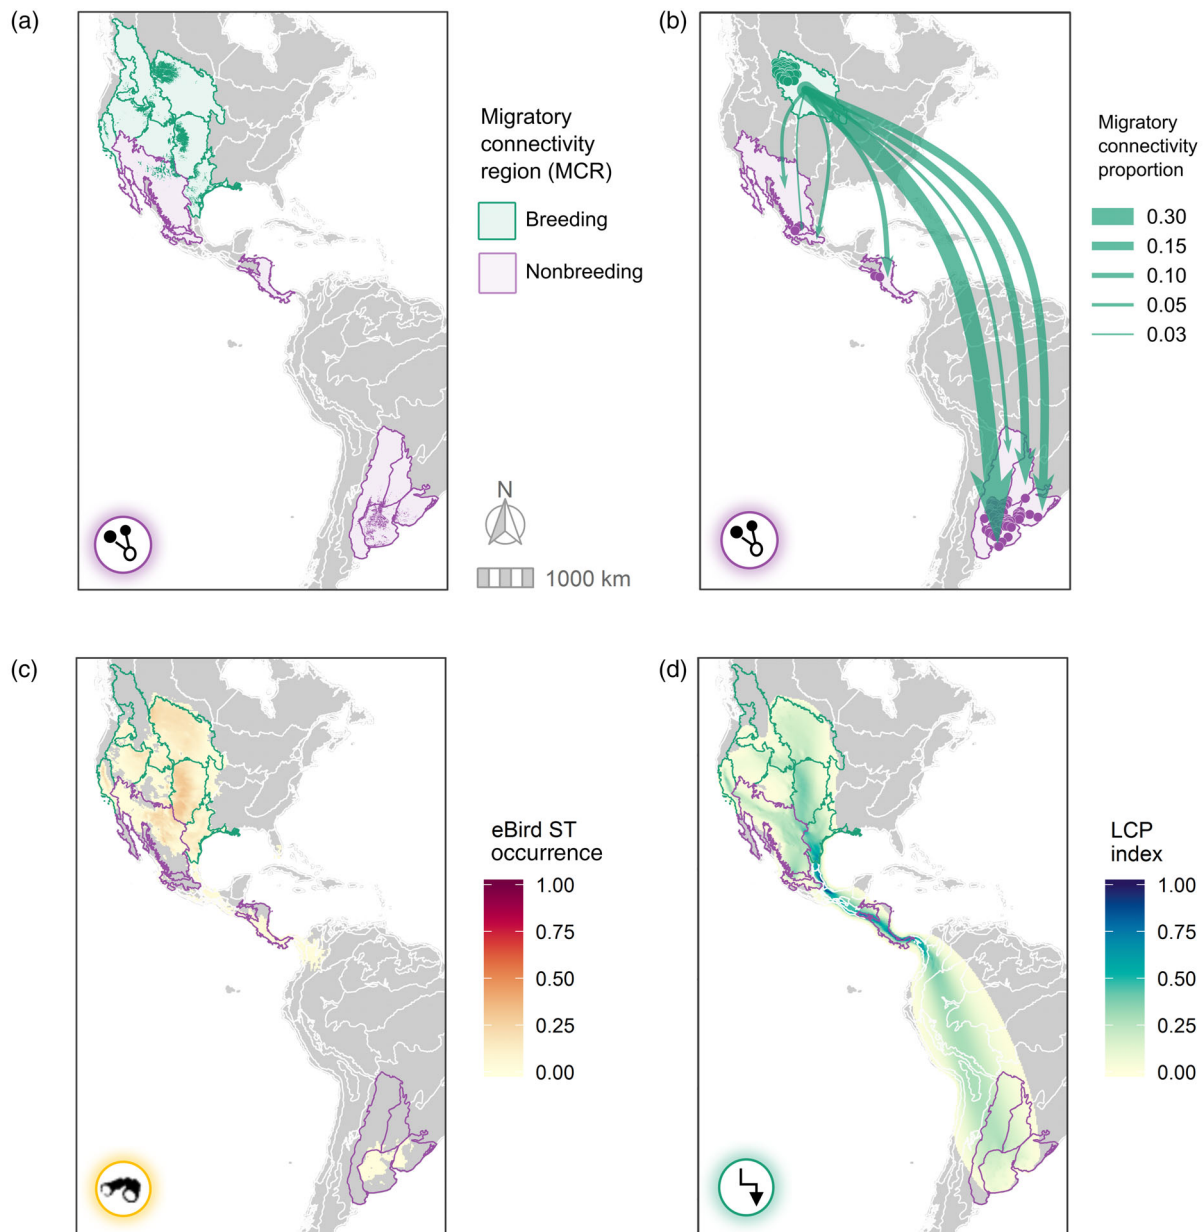 (a)
Migratory
connectivity
region (MCR)
Breeding
Nonbreeding
N
1000 km
(b)
Migratory
connectivity
proportion
0.30
0.15
0.10
0.05
0.03
(c)
eBird ST
occurrence
1.00
0.75
0.50
0.25
0.00
(d)
LCP
index
1.00
0.75
0.50
0.25
0.00